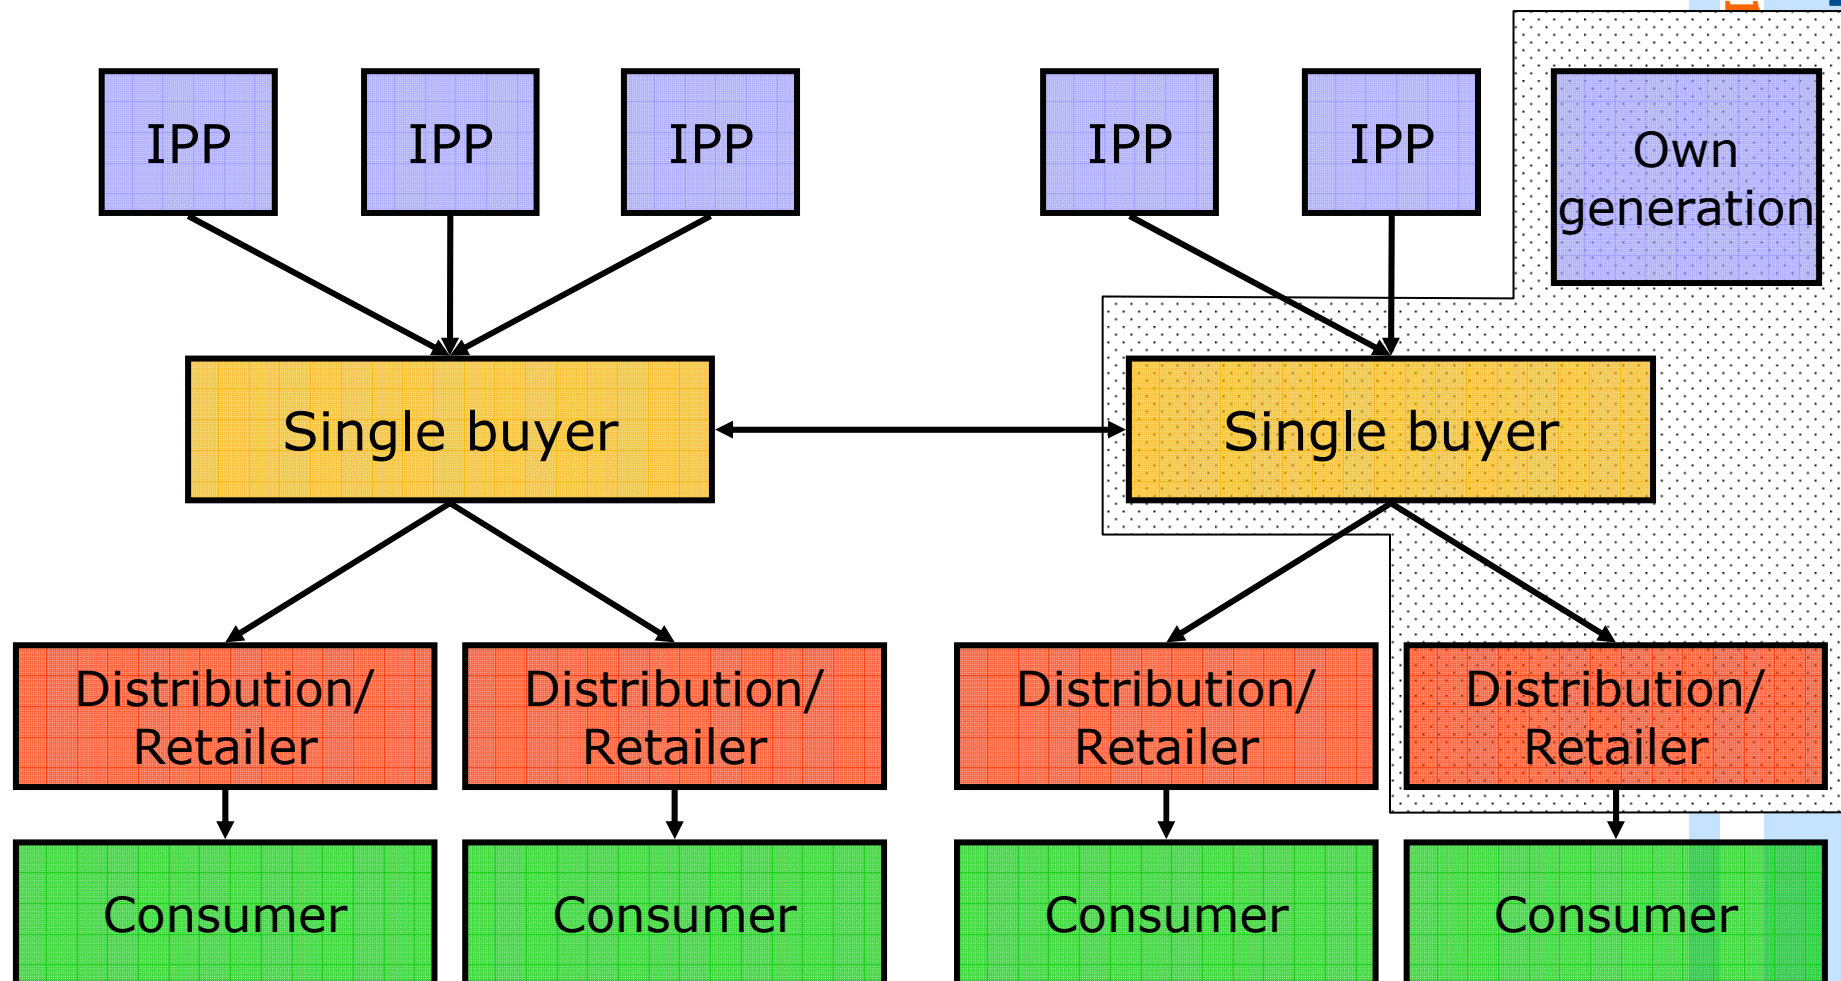 IPP
IPP
IPP
IPP
IPP
Own
generation
Single buyer
Single buyer
Distribution/
Retailer
Distribution/
Retailer
Distribution/
Retailer
Distribution/
Retailer
Consumer
Consumer
Consumer
Consumer